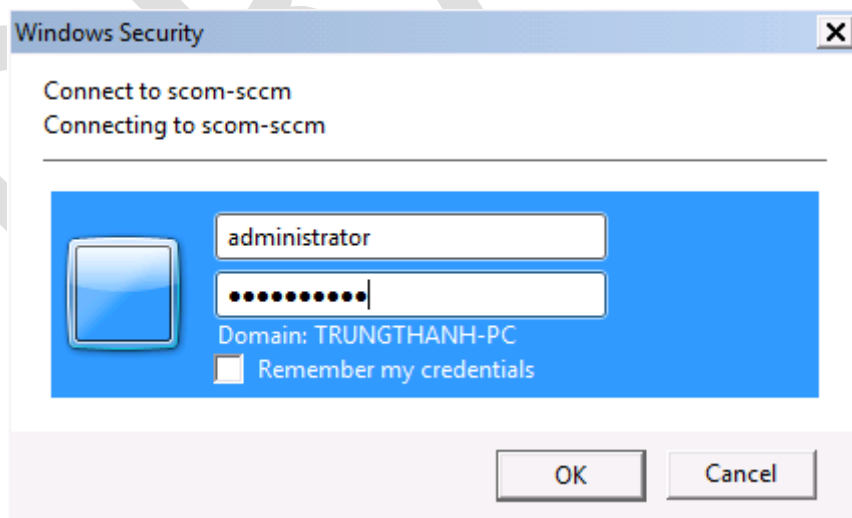 Windows Security
Connect to scom-sccm
Connecting to scom-sccm
administrator
●●●●●●●●●●
Domain: TRUNGTHANH-PC
Remember my credentials
OK
Cancel